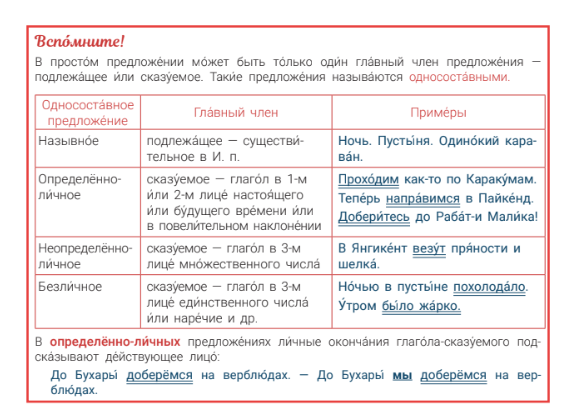 Вспо́мните!
В просто́м предложе́нии мо́жет быть то́лько оди́н гла́вный член предложе́ния —
подлежа́щее и́ли сказу́емое. Таки́е предложе́ния называ́ются однососта́вными.
Однососта́вное
предложе́ние
Гла́вный член
Приме́ры
Назывно́е
подлежа́щее — существи́-
тельное в И. п.
Ночь. Пусты́ня. Одино́кий кара-
ва́н.
Определённо-
ли́чное
сказу́емое — глаго́л в 1-м
и́ли 2-м лице́ настоя́щего
и́ли бу́дущего вре́мени и́ли
в повели́тельном наклоне́нии
Прохо́дим как-то по Караку́мам.
Тепе́рь напра́вимся в Пайке́нд.
Добери́тесь до Раба́т-и Мали́ка!
Неопределённо-
ли́чное
сказу́емое — глаго́л в 3-м
лице́ мно́жественного числа́
В Янгике́нт везу́т пря́ности и
шелка́.
Безли́чное
сказу́емое — глаго́л в 3-м
лице́ еди́нственного числа́
и́ли наре́чие и др.
Но́чью в пусты́не похолода́ло.
У́тром бы́ло жа́рко.
В определённо-ли́чных предложе́ниях ли́чные оконча́ния глаго́ла-сказу́емого под-
ска́зывают де́йствующее лицо́:
До Бухары́ доберёмся на верблю́дах. — До Бухары́ мы доберёмся на вер-
блю́дах.